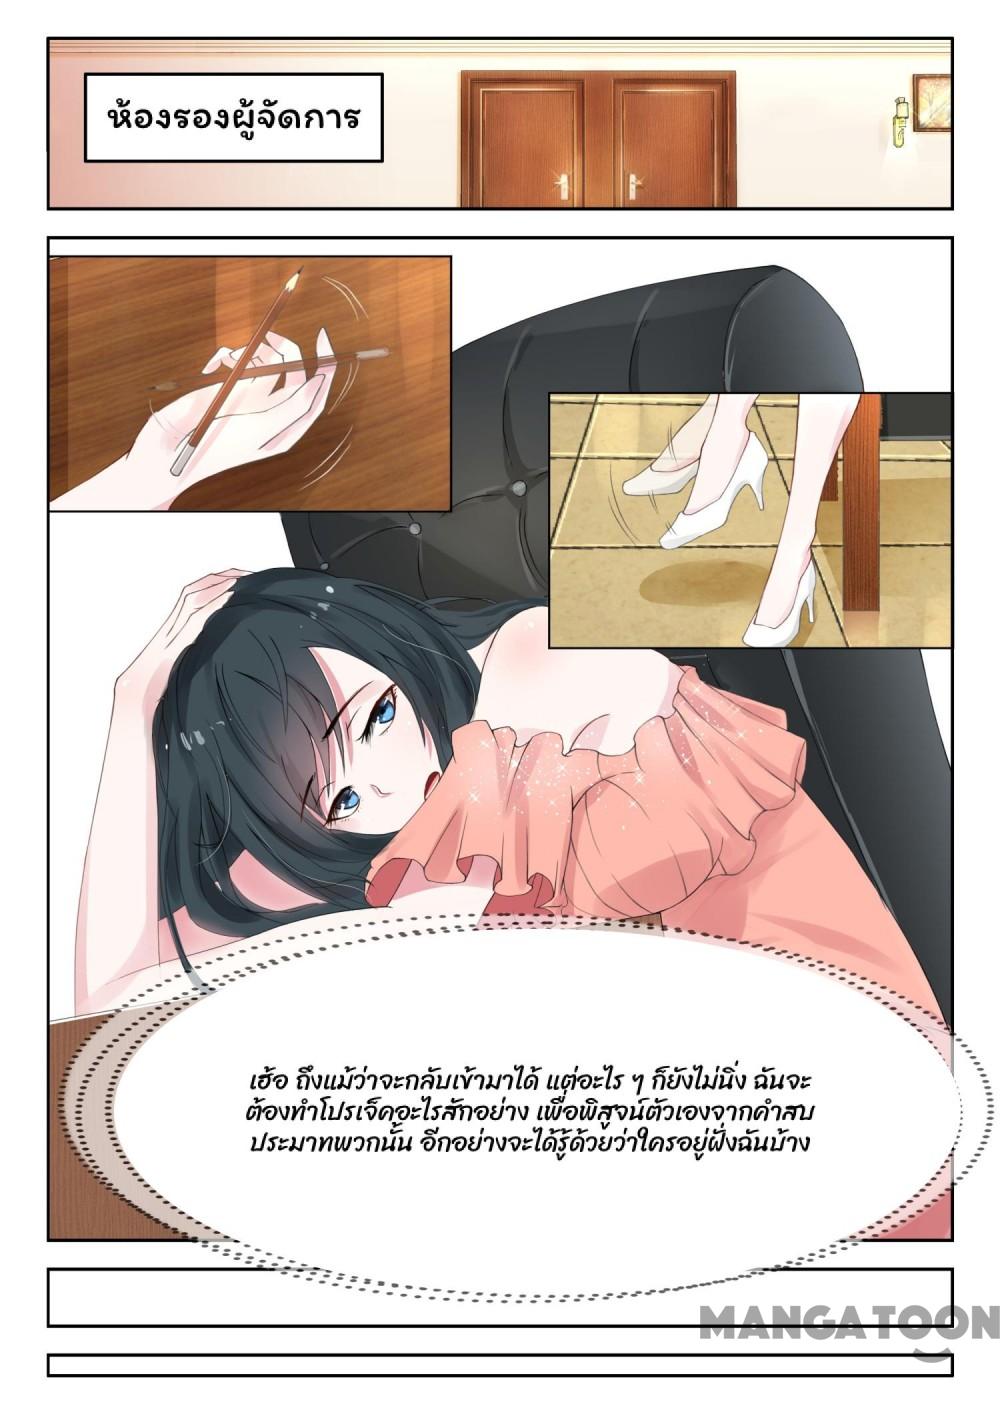 ห้องรองผู้จัดการ
เฮ้อ ถึงแม้ว่าจะกลับเข้ามาได้ แต่อะไร ๆ ก็ยังไม่นิ่ง ฉันจะ
ต้องทำโปรเจ็คอะไรสักอย่าง เพื่อพิสูจน์ตัวเองจากคำสบ
ประมาทพวกนั้น อีกอย่างจะได้รู้ด้วยว่าใครอยู่ฝั่งฉันบ้าง
MANGATOON